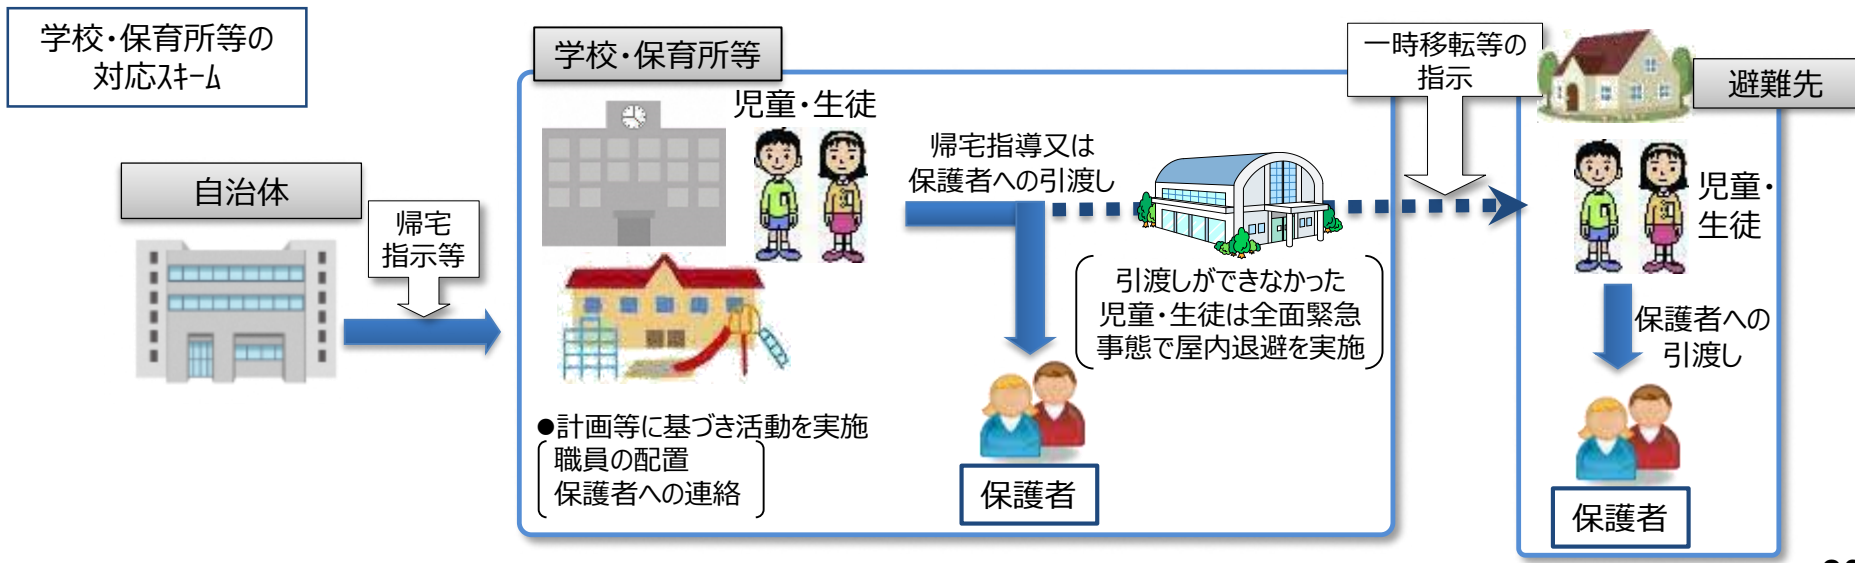 学校・保育所等の
対応ｽｷｰﾑ
自治体
帰宅
指示等
学校・保育所等
児童・生徒
●計画等に基づき活動を実施
職員の配置
保護者への連絡
帰宅指導又は
保護者への引渡し
引渡しができなかった
児童・生徒は全面緊急
事態で屋内退避を実施
保護者
一時移転等の
指示
避難先
児童・
生徒
保護者への
引渡し
保護者